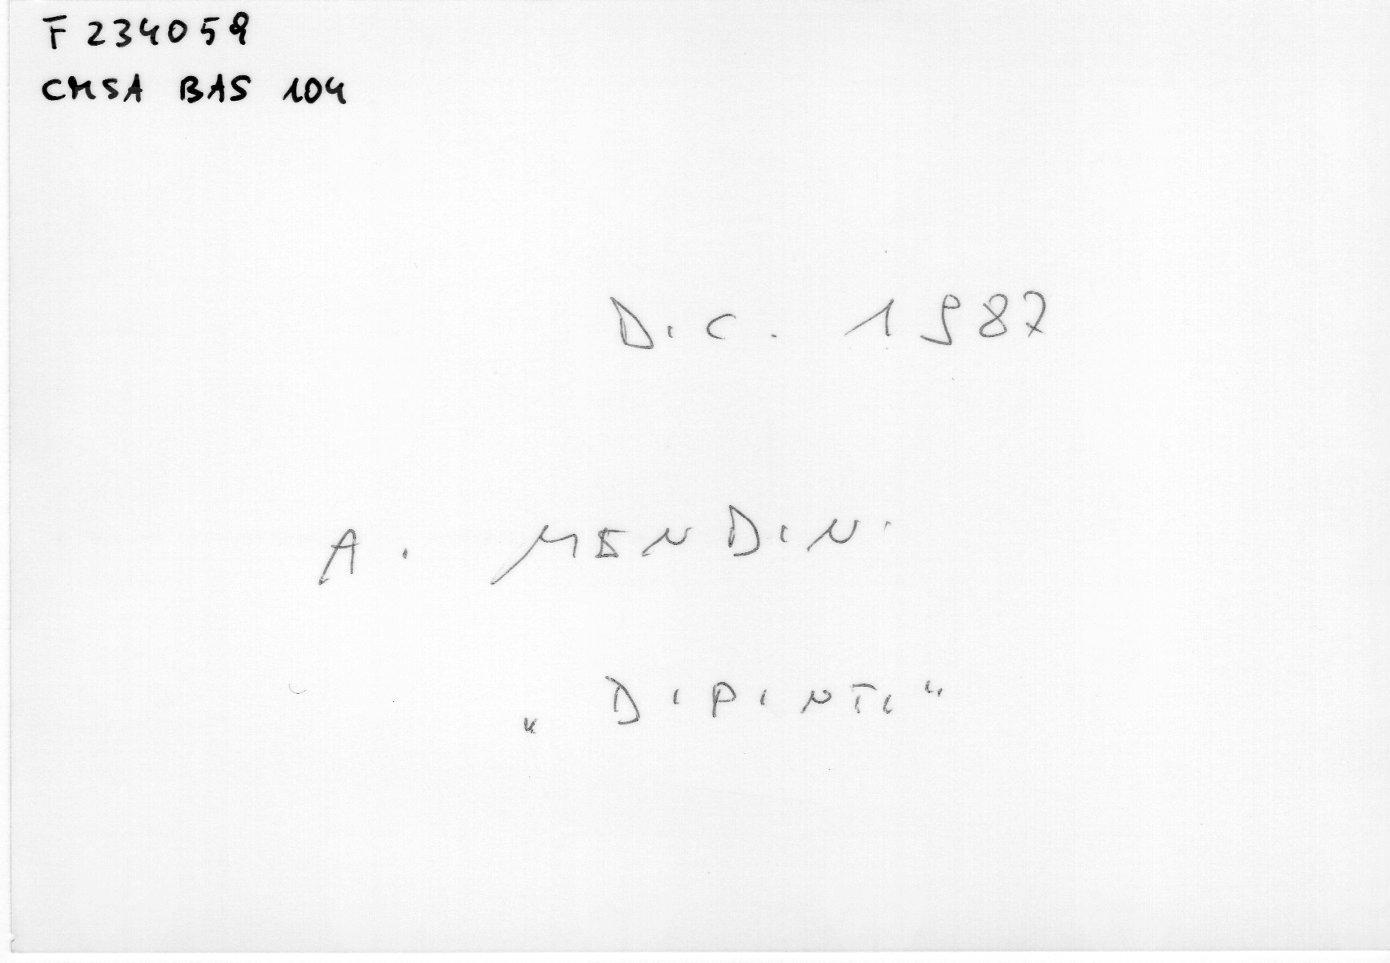 F 234059
CMSA BAS 104
DIC. 1987
A. MENDINI
"DIPINTI"